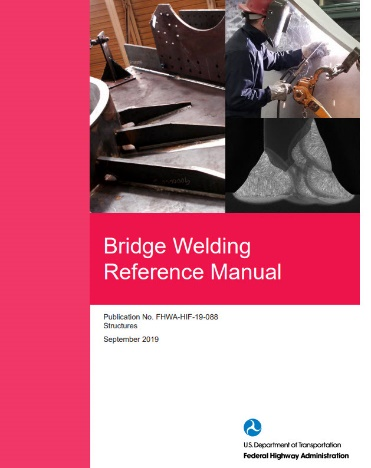 Bridge Welding
Reference Manual
Publication No. FHWA-HIF-19-088
Structures
September 2019
U.S. Department of Transportation
Federal Highway Administration